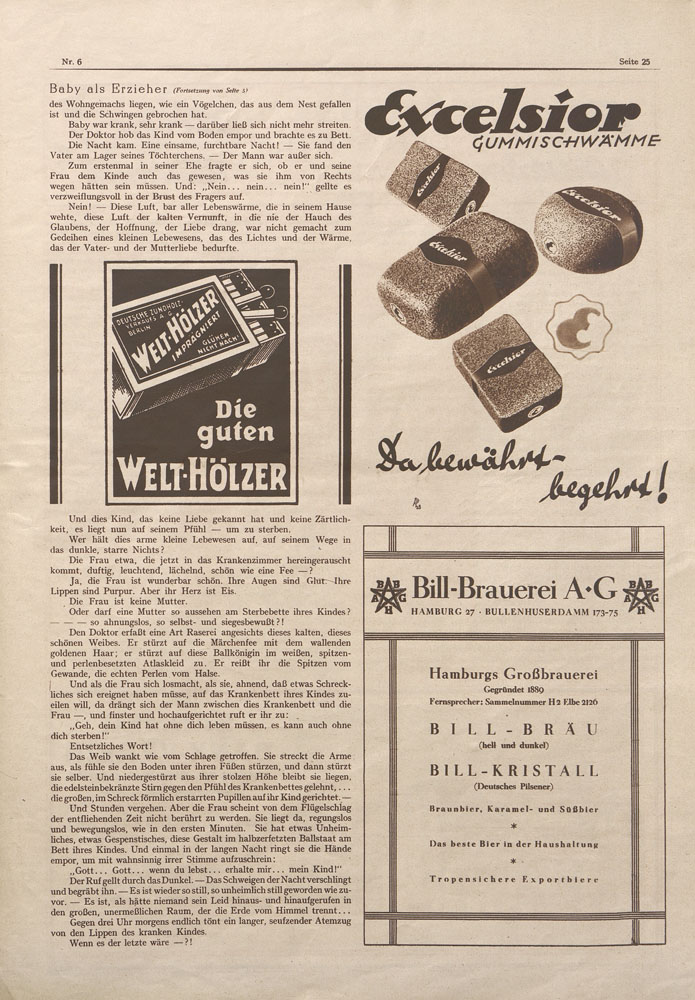 Nr. 6
Seite 25
Baby als Erzieher (Fortsetzung von Seite 5)
des Wohngemachs liegen, wie ein Vögelchen, das aus dem Nest gefallen
ist und die Schwingen gebrochen hat.
Baby war krank, sehr krank — darüber ließ sich nicht mehr streiten.
Der Doktor hob das Kind vom Boden empor und brachte es zu Bett.
Die Nacht kam. Eine einsame, furchtbare Nacht! — Sie fand den
Vater am Lager seines Töchterchens. — Der Mann war außer sich.
Zum erstenmal in seiner Ehe fragte er sich, ob er und seine
Frau dem Kinde auch das gewesen, was sie ihm von Rechts
wegen hätten sein müssen. Und: „Nein... nein... nein!" gellte es
verzweiflungsvoll in der Brust des Fragers auf.
Nein! — Diese Luft, bar aller Lebenswärme, die in seinem Hause
wehte, diese Luft der kalten Vernunft, in die nie der Hauch des
Glaubens, der Hoffnung, der Liebe drang, war nicht gemacht zum
Gedeihen eines kleinen Lebewesens, das des Lichtes und der Wärme,
das der Vater- und der Mutterliebe bedurfte.
DEUTSCHE ZÜNDHOLZ-
VERKAUFS A.G.
BERLIN
WELT-HÖLZER
IMPRÄGNIERT
GLÜHEN
NICHT NACH
Die
guten
WELT-HÖLZER
Und dies Kind, das keine Liebe gekannt hat und keine Zärtlich-
keit, es liegt nun auf seinem Pfühl — um zu sterben.
Wer hält dies arme kleine Lebewesen auf, auf seinem Wege in
das dunkle, starre Nichts?
Die Frau etwa, die jetzt in das Krankenzimmer hereingerauscht
kommt, duftig, leuchtend, lächelnd, schön wie eine Fee —?
Ja, die Frau ist wunderbar schön. Ihre Augen sind Glut. Ihre
Lippen sind Purpur. Aber ihr Herz ist Eis.
Die Frau ist keine Mutter.
Oder darf eine Mutter so aussehen am Sterbebette ihres Kindes?
— — — so ahnungslos, so selbst- und siegesbewußt?!
Den Doktor erfaßt eine Art Raserei angesichts dieses kalten, dieses
schönen Weibes. Er stürzt auf die Märchenfee mit dem wallenden
goldenen Haar; er stürzt auf diese Ballkönigin im weißen, spitzen-
und perlenbesetzten Atlaskleid zu. Er reißt ihr die Spitzen vom
Gewande, die echten Perlen vom Halse.
Und als die Frau sich losmacht, als sie, ahnend, daß etwas Schreck-
liches sich ereignet haben müsse, auf das Krankenbett ihres Kindes zu-
eilen will, da drängt sich der Mann zwischen dies Krankenbett und die
Frau —, und finster und hochaufgerichtet ruft er ihr zu:
„Geh, dein Kind hat ohne dich leben müssen, es kann auch ohne
dich sterben!"
Entsetzliches Wort!
Das Weib wankt wie vom Schlage getroffen. Sie streckt die Arme
aus, als fühle sie den Boden unter ihren Füßen stürzen, und dann stürzt
sie selber. Und niedergestürzt aus ihrer stolzen Höhe bleibt sie liegen,
die edelsteinbekränzte Stirn gegen den Pfühl des Krankenbettes gelehnt, ...
die großen, im Schreck förmlich erstarrten Pupillen auf ihr Kind gerichtet. —
Und Stunden vergehen. Aber die Frau scheint von dem Flügelschlag
der entfliehenden Zeit nicht berührt zu werden. Sie liegt da, regungslos
und bewegungslos, wie in den ersten Minuten. Sie hat etwas Unheim-
liches, etwas Gespenstisches, diese Gestalt im halbzerfetzten Ballstaat am
Bett ihres Kindes. Und einmal in der langen Nacht ringt sie die Hände
empor, um mit wahnsinnig irrer Stimme aufzuschrein:
„Gott... Gott... wenn du lebst... erhalte mir... mein Kind!"
Der Ruf gellt durch das Dunkel. — Das Schweigen der Nacht verschlingt
und begräbt ihn. — Es ist wieder so still, so unheimlich still geworden wie zu-
vor. — Es ist, als hätte niemand sein Leid hinaus- und hinaufgerufen in
den großen, unermeßlichen Raum, der die Erde vom Himmel trennt...
Gegen drei Uhr morgens endlich tönt ein langer, seufzender Atemzug
von den Lippen des kranken Kindes.
Wenn es der letzte wäre —?!
Excelsior
GUMMISCHWÄMME
Excelsior
Excelsior
Excelsior
Excelsior
Da bewährt-
begehrt!
BABAGH
Bill-Brauerei A·G
BABAGH
HAMBURG 27 · BULLENHUSERDAMM 173-75
Hamburgs Großbrauerei
Gegründet 1889
Fernsprecher: Sammelnummer H 2 Elbe 2126
BILL-BRÄU
(hell und dunkel)
BILL-KRISTALL
(Deutsches Pilsener)
Braunbier, Karamel- und Süßbier
*
Das beste Bier in der Haushaltung
*
Tropensichere Exportbiere